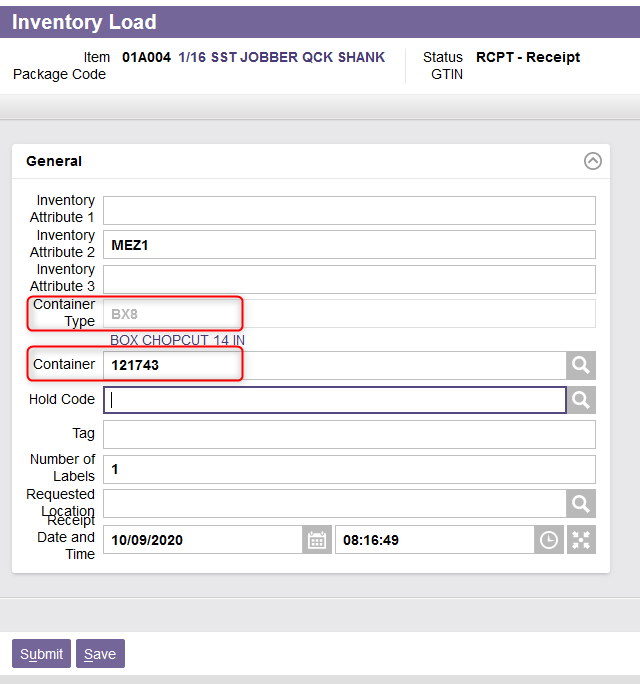 Inventory Load
Item 01A004 1/16 SST JOBBER QCK SHANK Status RCPT - Receipt
Package Code GTIN
General
Inventory
Attribute 1
Inventory
Attribute 2 MEZ1
Inventory
Attribute 3
Container
Type BX8
BOX CHOPCUT 14 IN
Container 121743
Hold Code
Tag
Number of
Labels 1
Requested
Location
Receipt
Date and
Time 10/09/2020 08:16:49
Submit Save